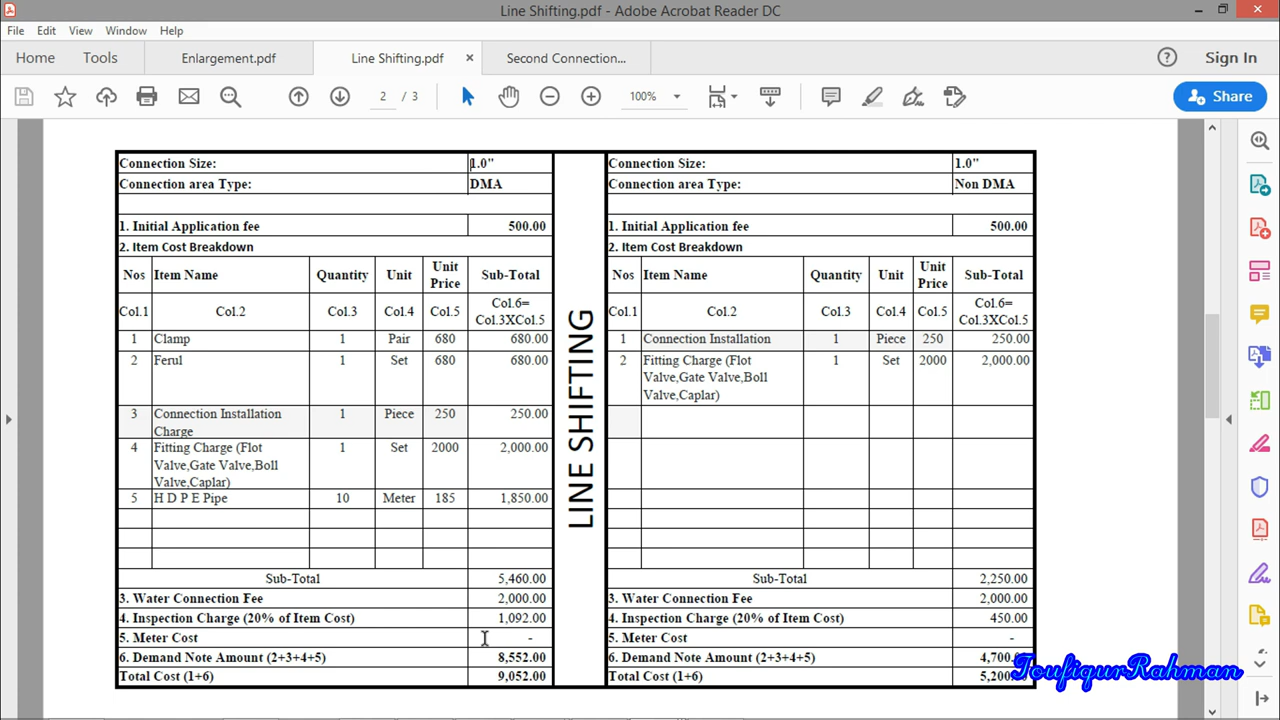 Line Shifting.pdf - Adobe Acrobat Reader DC
File Edit View Window Help
Home Tools Enlargement.pdf Line Shifting.pdf × Second Connection... Sign In
2 / 3 100% Share
Connection Size: 1.0"
Connection area Type: DMA
1. Initial Application fee 500.00
2. Item Cost Breakdown
Nos Item Name Quantity Unit Unit Price Sub-Total
Col.1 Col.2 Col.3 Col.4 Col.5 Col.6= Col.3XCol.5
1 Clamp 1 Pair 680 680.00
2 Ferul 1 Set 680 680.00
3 Connection Installation Charge 1 Piece 250 250.00
4 Fitting Charge (Flot Valve,Gate Valve,Boll Valve,Caplar) 1 Set 2000 2,000.00
5 H D P E Pipe 10 Meter 185 1,850.00
Sub-Total 5,460.00
3. Water Connection Fee 2,000.00
4. Inspection Charge (20% of Item Cost) 1,092.00
5. Meter Cost -
6. Demand Note Amount (2+3+4+5) 8,552.00
Total Cost (1+6) 9,052.00
LINE SHIFTING
Connection Size: 1.0"
Connection area Type: Non DMA
1. Initial Application fee 500.00
2. Item Cost Breakdown
Nos Item Name Quantity Unit Unit Price Sub-Total
Col.1 Col.2 Col.3 Col.4 Col.5 Col.6= Col.3XCol.5
1 Connection Installation 1 Piece 250 250.00
2 Fitting Charge (Flot Valve,Gate Valve,Boll Valve,Caplar) 1 Set 2000 2,000.00
Sub-Total 2,250.00
3. Water Connection Fee 2,000.00
4. Inspection Charge (20% of Item Cost) 450.00
5. Meter Cost -
6. Demand Note Amount (2+3+4+5) 4,700.
Total Cost (1+6) 5,200.
ToufiqurRahman